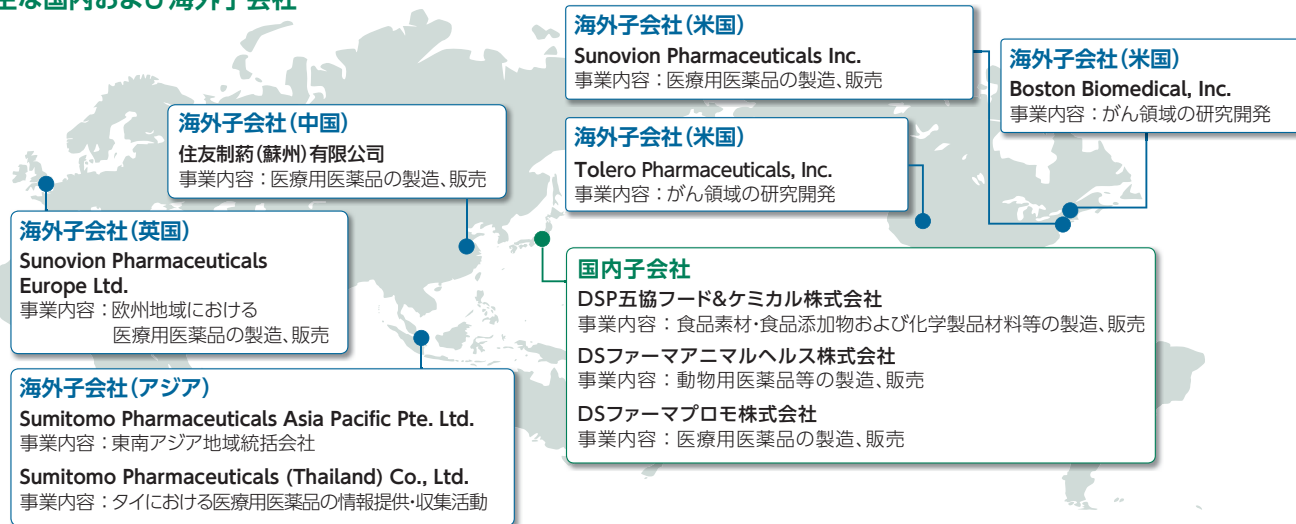 主な国内および海外子会社
海外子会社(米国)
Sunovion Pharmaceuticals Inc.
事業内容：医療用医薬品の製造、販売
海外子会社(米国)
Boston Biomedical, Inc.
事業内容：がん領域の研究開発
海外子会社(中国)
住友制葯(蘇州)有限公司
事業内容：医療用医薬品の製造、販売
海外子会社(米国)
Tolero Pharmaceuticals, Inc.
事業内容：がん領域の研究開発
海外子会社(英国)
Sunovion Pharmaceuticals
Europe Ltd.
事業内容：欧州地域における
医療用医薬品の製造、販売
国内子会社
DSP五協フード&ケミカル株式会社
事業内容：食品素材・食品添加物および化学製品材料等の製造、販売
DSファーマアニマルヘルス株式会社
事業内容：動物用医薬品等の製造、販売
DSファーマプロモ株式会社
事業内容：医療用医薬品の製造、販売
海外子会社(アジア)
Sumitomo Pharmaceuticals Asia Pacific Pte. Ltd.
事業内容：東南アジア地域統括会社
Sumitomo Pharmaceuticals (Thailand) Co., Ltd.
事業内容：タイにおける医療用医薬品の情報提供・収集活動